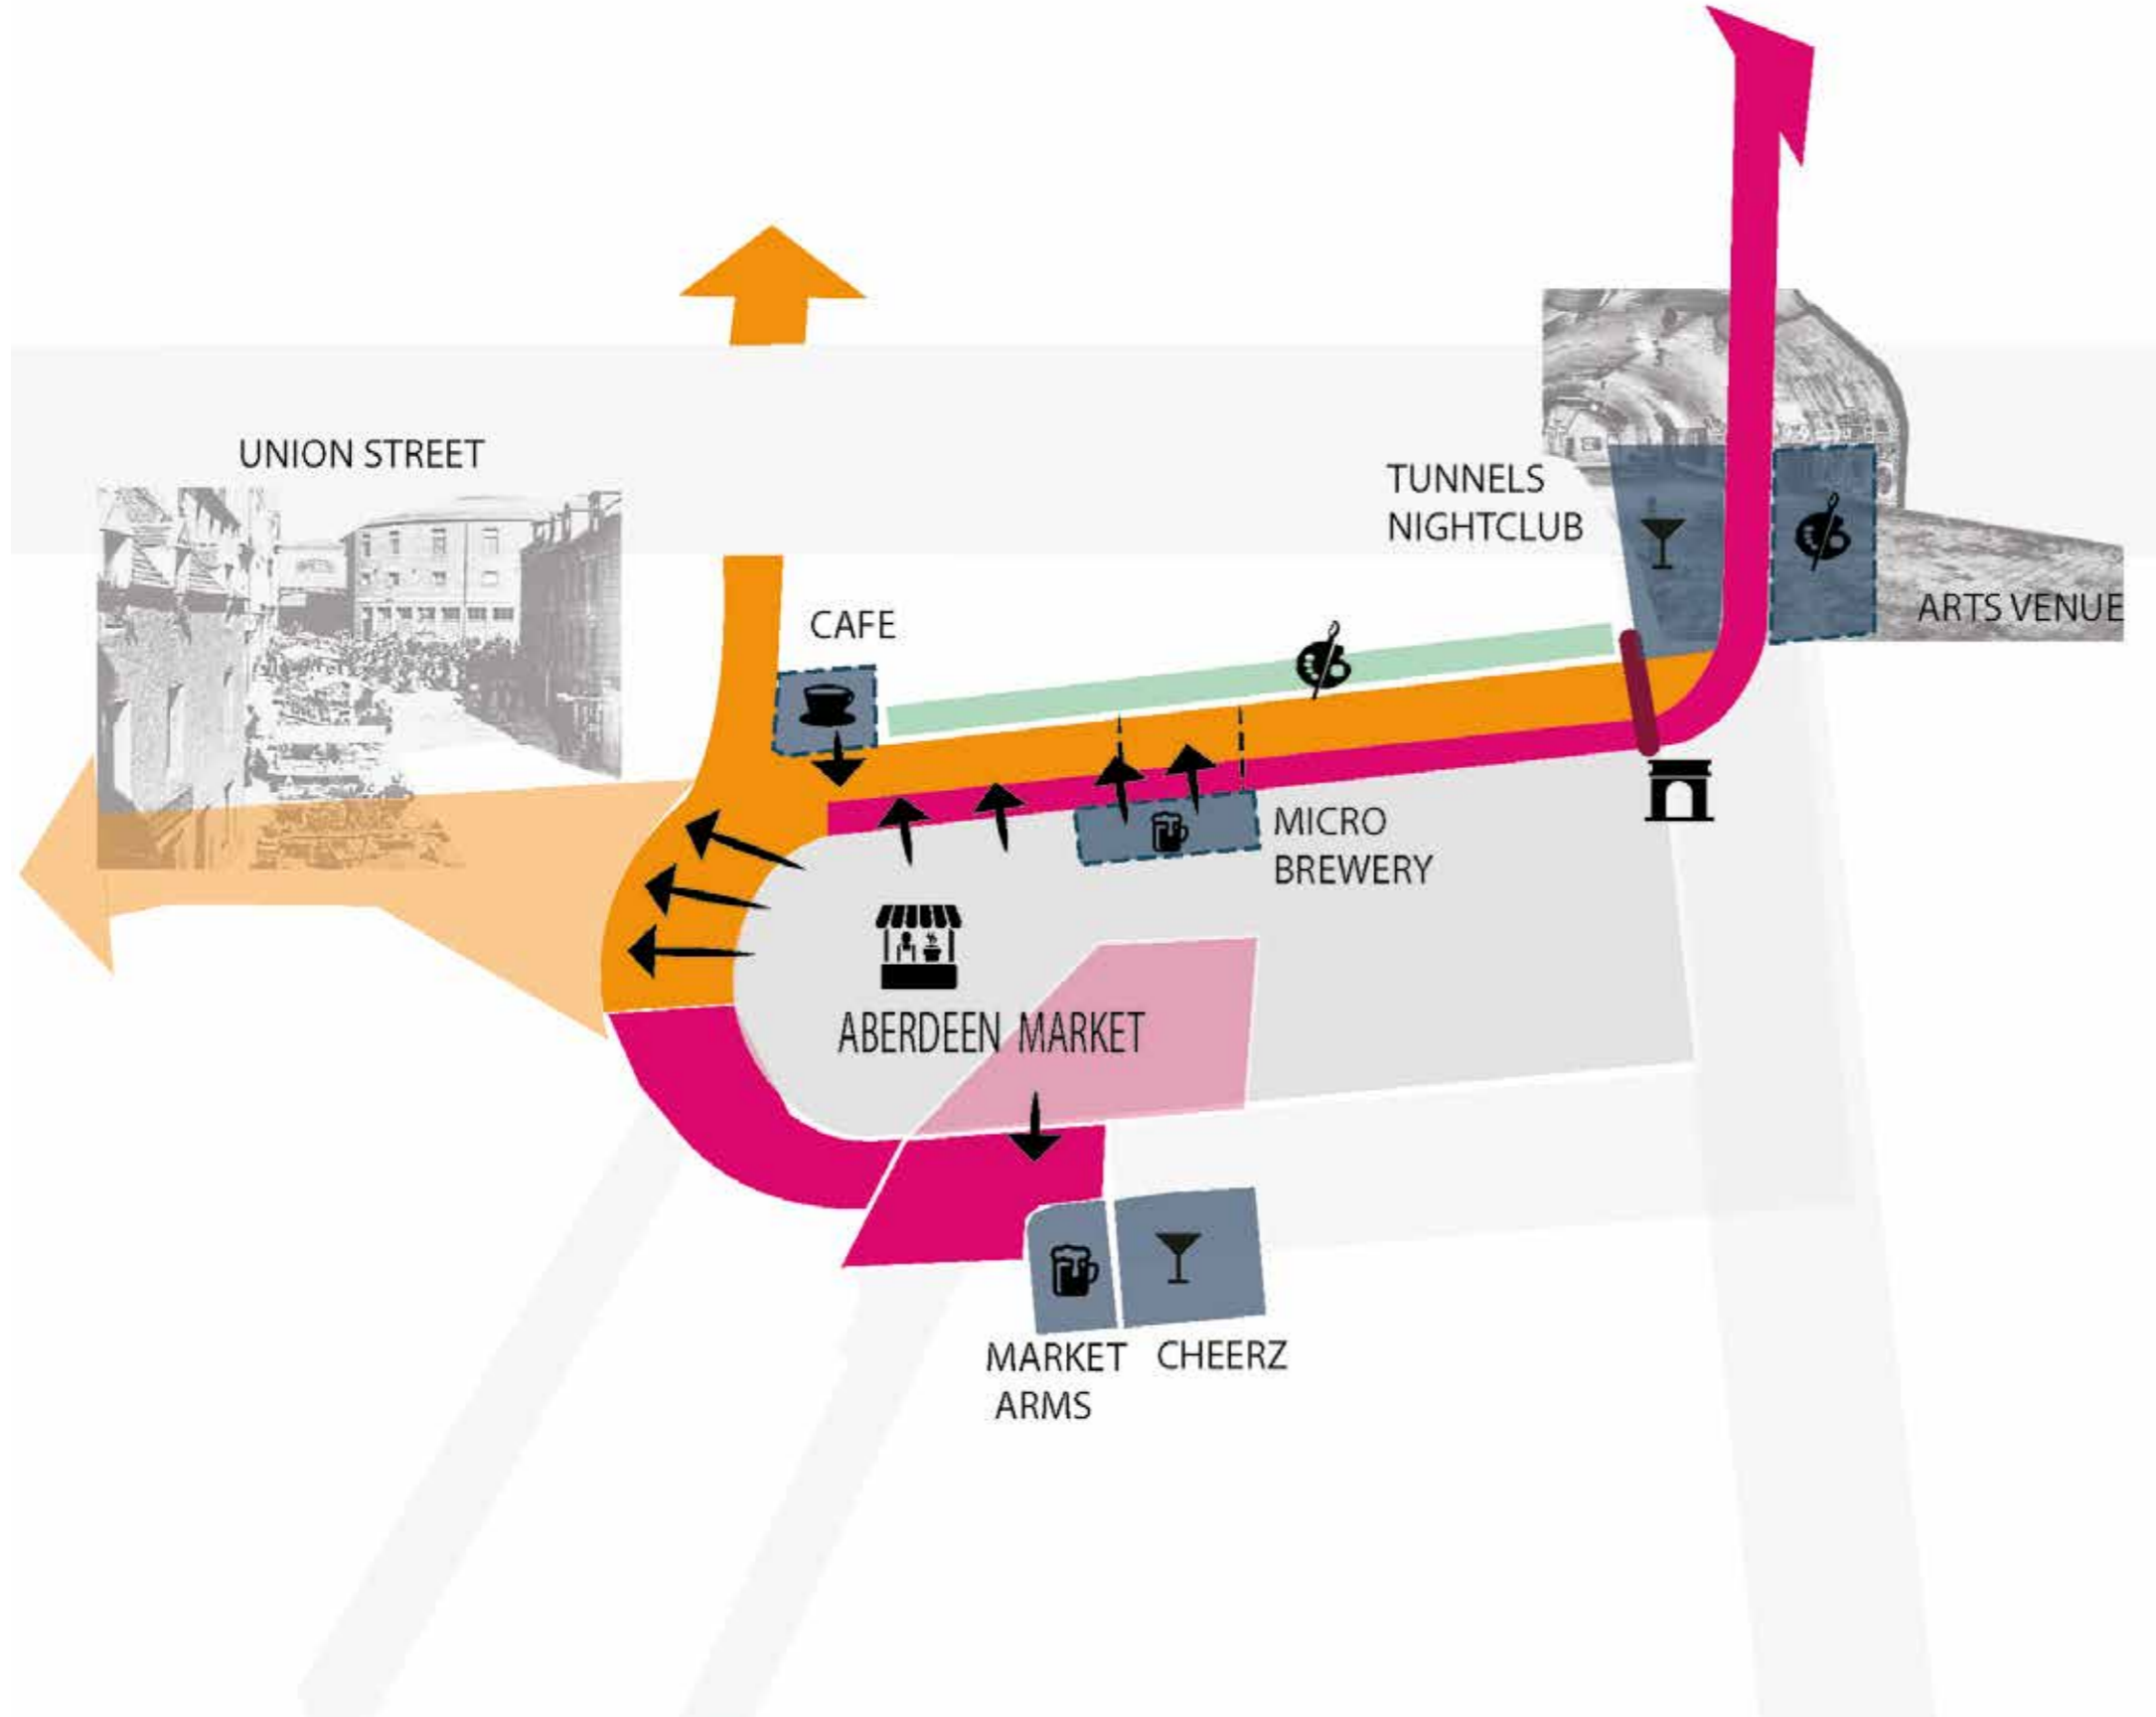 UNION STREET
TUNNELS
NIGHTCLUB
CAFE
ARTS VENUE
MICRO
BREWERY
ABERDEEN MARKET
MARKET
ARMS
CHEERZ